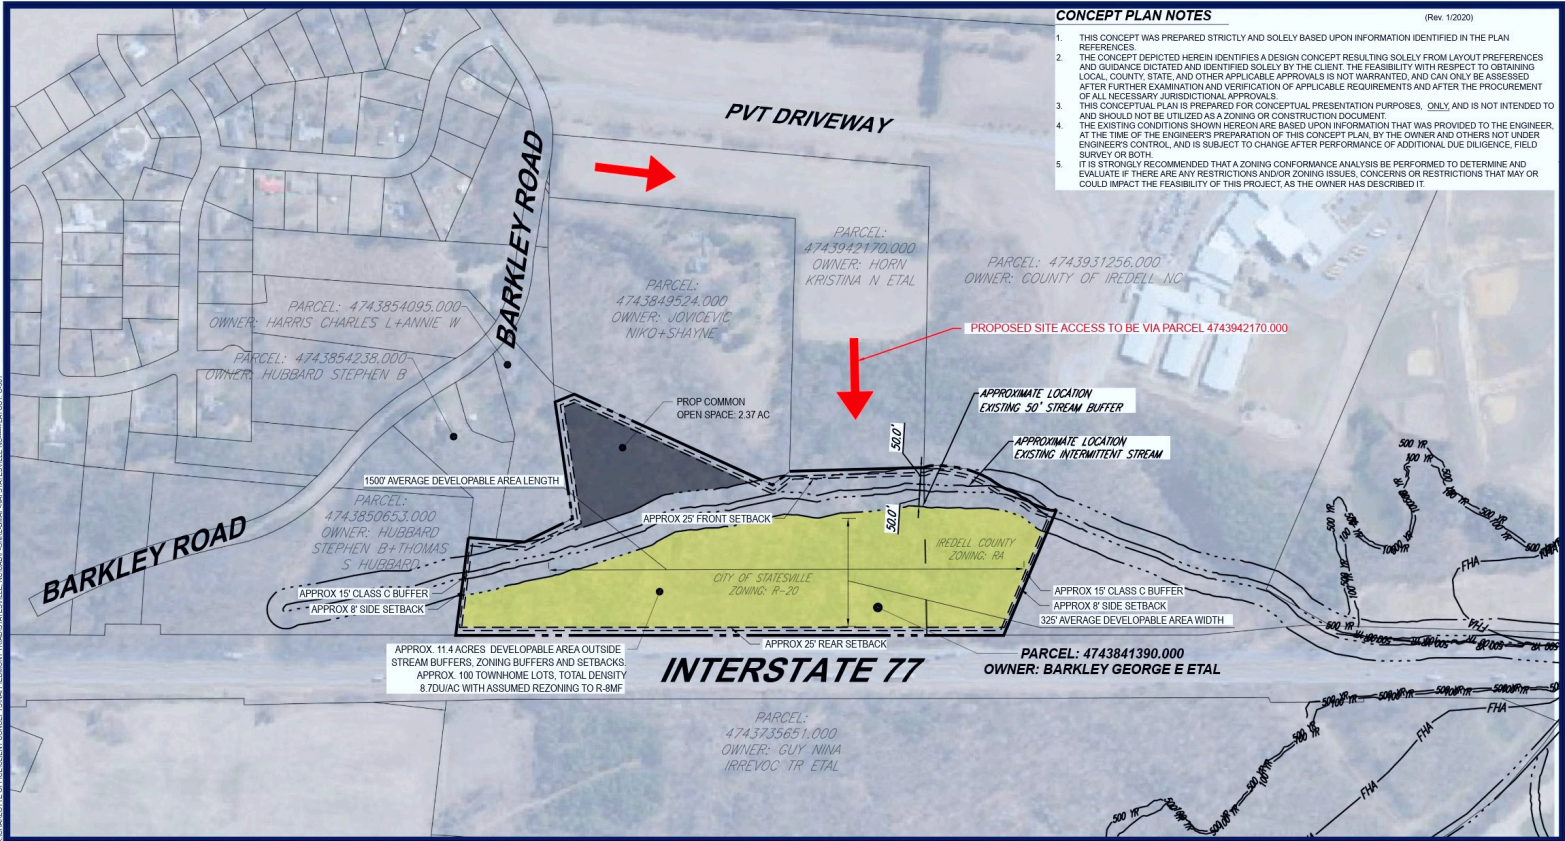 CONCEPT PLAN NOTES
(Rev. 1/2020)
1. THIS CONCEPT WAS PREPARED STRICTLY AND SOLELY BASED UPON INFORMATION IDENTIFIED IN THE PLAN
REFERENCES.
2. THE CONCEPT DEPICTED HEREIN IDENTIFIES A DESIGN CONCEPT RESULTING SOLELY FROM LAYOUT PREFERENCES
AND GUIDANCE DICTATED AND IDENTIFIED SOLELY BY THE CLIENT. THE FEASIBILITY WITH RESPECT TO OBTAINING
LOCAL, COUNTY, STATE, AND OTHER APPLICABLE APPROVALS IS NOT WARRANTED, AND CAN ONLY BE ASSESSED
AFTER FURTHER EXAMINATION AND VERIFICATION OF APPLICABLE REQUIREMENTS AND AFTER THE PROCUREMENT
OF ALL NECESSARY JURISDICTIONAL APPROVALS.
3. THIS CONCEPTUAL PLAN IS PREPARED FOR CONCEPTUAL PRESENTATION PURPOSES, ONLY, AND IS NOT INTENDED TO
AND SHOULD NOT BE UTILIZED AS A ZONING OR CONSTRUCTION DOCUMENT.
4. THE EXISTING CONDITIONS SHOWN HEREON ARE BASED UPON INFORMATION THAT WAS PROVIDED TO THE ENGINEER,
AT THE TIME OF THE ENGINEER'S PREPARATION OF THIS CONCEPT PLAN, BY THE OWNER AND OTHERS NOT UNDER
ENGINEER'S CONTROL, AND IS SUBJECT TO CHANGE AFTER PERFORMANCE OF ADDITIONAL DUE DILIGENCE, FIELD
SURVEY OR BOTH.
5. IT IS STRONGLY RECOMMENDED THAT A ZONING CONFORMANCE ANALYSIS BE PERFORMED TO DETERMINE AND
EVALUATE IF THERE ARE ANY RESTRICTIONS AND/OR ZONING ISSUES, CONCERNS OR RESTRICTIONS THAT MAY OR
COULD IMPACT THE FEASIBILITY OF THIS PROJECT, AS THE OWNER HAS DESCRIBED IT.
PVT DRIVEWAY
BARKLEY ROAD
PARCEL:
4743942170.000
OWNER: HORN
KRISTINA N ETAL
PARCEL: 4743931256.000
OWNER: COUNTY OF IREDELL NC
PARCEL:
4743849524.000
OWNER: JOVICEVIC
NIKO+SHAYNE
PARCEL: 4743854095.000
OWNER: HARRIS CHARLES L+ANNIE W
PARCEL: 4743854238.000
OWNER: HUBBARD STEPHEN B
PROPOSED SITE ACCESS TO BE VIA PARCEL 4743942170.000
PROP COMMON
OPEN SPACE: 2.37 AC
APPROXIMATE LOCATION
EXISTING 50' STREAM BUFFER
50.0'
APPROXIMATE LOCATION
EXISTING INTERMITTENT STREAM
1500' AVERAGE DEVELOPABLE AREA LENGTH
PARCEL:
4743850653.000
OWNER: HUBBARD
STEPHEN B+THOMAS
S HUBBARD
BARKLEY ROAD
APPROX 25' FRONT SETBACK
50.0'
IREDELL COUNTY
ZONING: RA
CITY OF STATESVILLE
ZONING: R-20
APPROX 15' CLASS C BUFFER
APPROX 8' SIDE SETBACK
APPROX 15' CLASS C BUFFER
APPROX 8' SIDE SETBACK
325' AVERAGE DEVELOPABLE AREA WIDTH
APPROX 25' REAR SETBACK
APPROX. 11.4 ACRES DEVELOPABLE AREA OUTSIDE
STREAM BUFFERS, ZONING BUFFERS AND SETBACKS.
APPROX. 100 TOWNHOME LOTS, TOTAL DENSITY
8.7DU/AC WITH ASSUMED REZONING TO R-8MF
INTERSTATE 77
PARCEL: 4743841390.000
OWNER: BARKLEY GEORGE E ETAL
PARCEL:
4743735651.000
OWNER: GUY NINA
IRREVOC TR ETAL
500 YR
100 YR
500 YR
500 YR
FHA
FHA
500 YR
FHA
FHA
FHA
500 YR